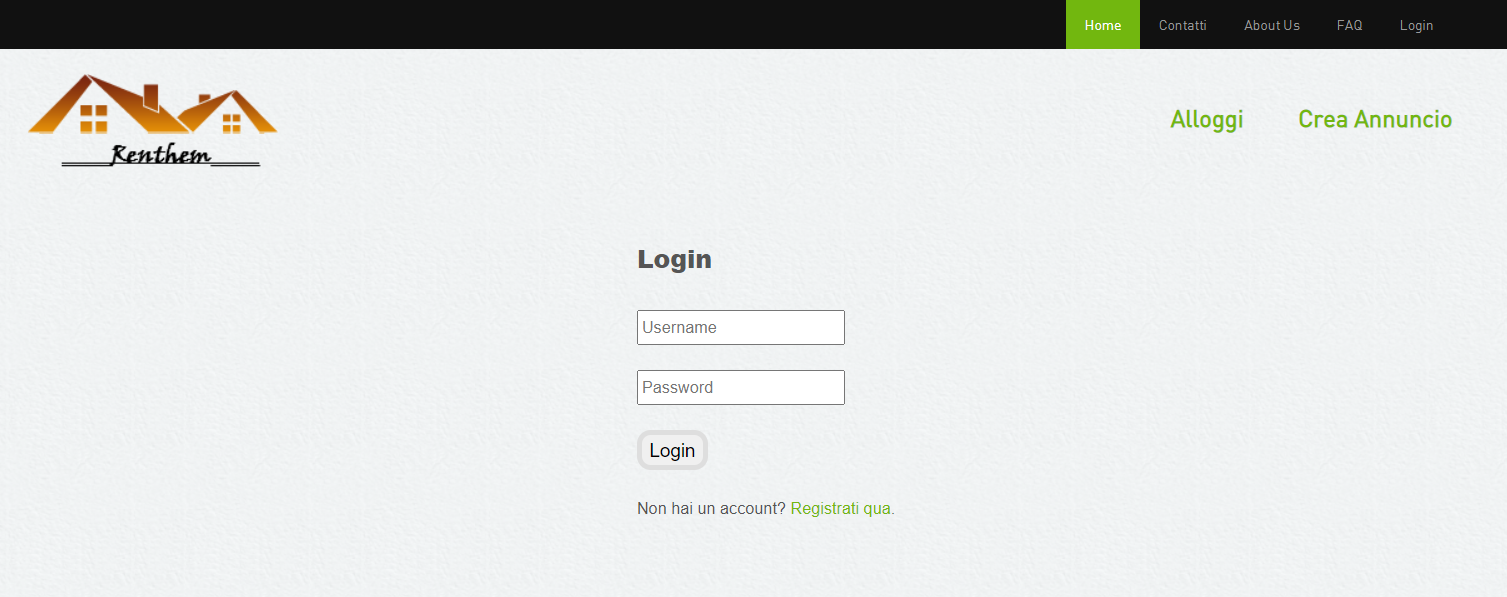 Home Contatti About Us FAQ Login
Renthem
Alloggi Crea Annuncio
Login
Username
Password
Login
Non hai un account? Registrati qua.